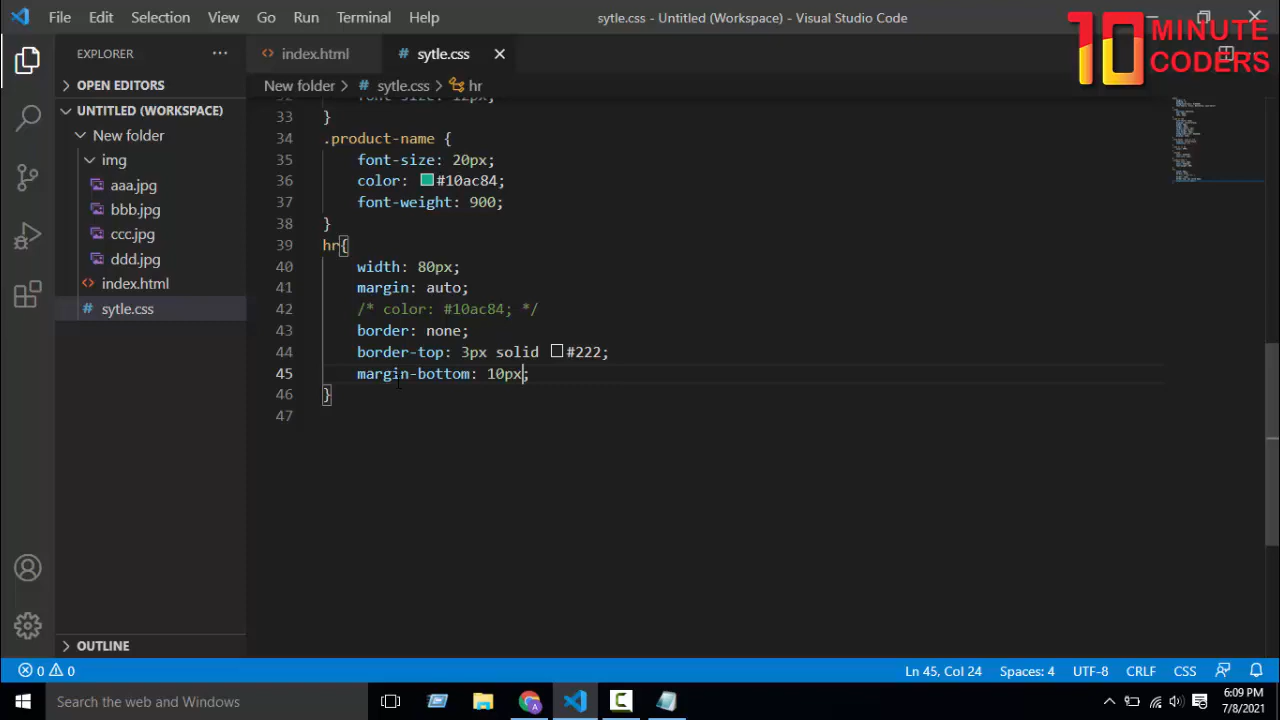 File Edit Selection View Go Run Terminal Help
sytle.css - Untitled (Workspace) - Visual Studio Code
10 MINUTE
CODERS
EXPLORER
OPEN EDITORS
UNTITLED (WORKSPACE)
New folder
img
aaa.jpg
bbb.jpg
ccc.jpg
ddd.jpg
index.html
sytle.css
OUTLINE
index.html
sytle.css
New folder > # sytle.css > hr
32 font-size: 12px;
33 }
34 .product-name {
35 font-size: 20px;
36 color: #10ac84;
37 font-weight: 900;
38 }
39 hr{
40 width: 80px;
41 margin: auto;
42 /* color: #10ac84; */
43 border: none;
44 border-top: 3px solid #222;
45 margin-bottom: 10px;
46 }
47
0 0
Ln 45, Col 24 Spaces: 4 UTF-8 CRLF CSS
Search the web and Windows
6:09 PM
7/8/2021